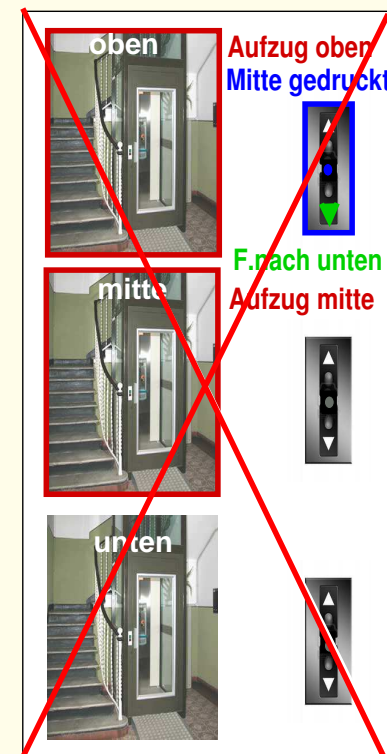 oben
Aufzug oben
Mitte gedruckt
F.nach unten
mitte
Aufzug mitte
unten